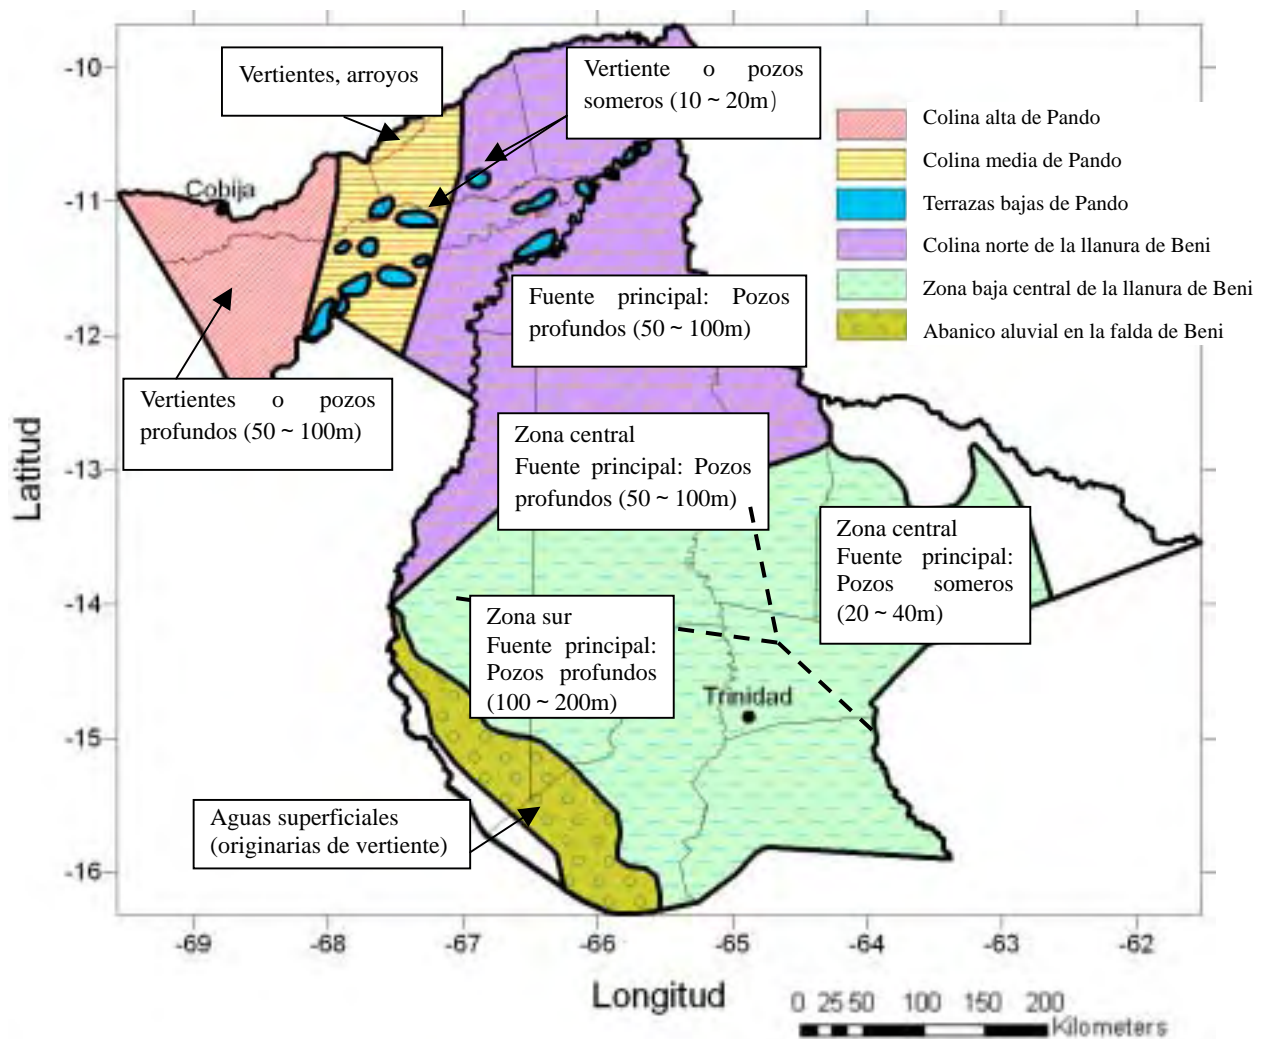 Vertientes, arroyos
Vertiente o pozos
someros (10 ~ 20m)
Colina alta de Pando
Colina media de Pando
Terrazas bajas de Pando
Colina norte de la llanura de Beni
Zona baja central de la llanura de Beni
Abanico aluvial en la falda de Beni
Cobija
Fuente principal: Pozos
profundos (50 ~ 100m)
Vertientes o pozos
profundos (50 ~ 100m)
Zona central
Fuente principal: Pozos
profundos (50 ~ 100m)
Zona central
Fuente principal:
Pozos someros
(20 ~ 40m)
Zona sur
Fuente principal:
Pozos profundos
(100 ~ 200m)
Trinidad
Aguas superficiales
(originarias de vertiente)
Latitud
-10
-11
-12
-13
-14
-15
-16
-69
-68
-67
-66
-65
-64
-63
-62
Longitud
0 25 50 100 150 200
Kilometers